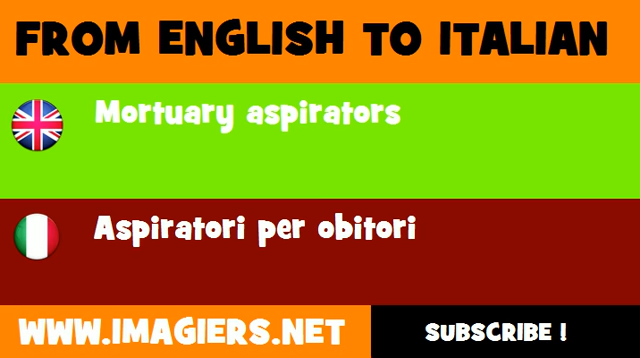 FROM ENGLISH TO ITALIAN
Mortuary aspirators
Aspiratori per obitori
WWW.IMAGIERS.NET
SUBSCRIBE !